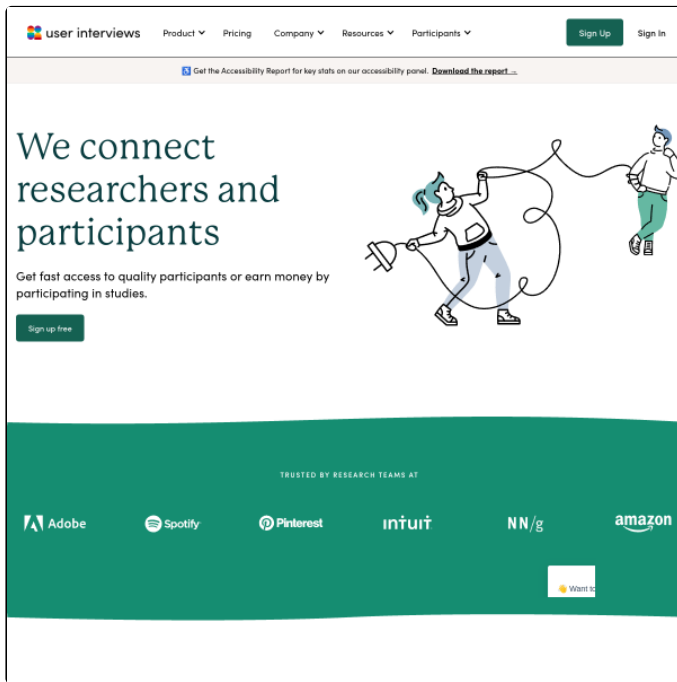 user interviews Product Pricing Company Resources Participants Sign Up Sign In
♿ Get the Accessibility Report for key stats on our accessibility panel. Download the report →
We connect
researchers and
participants
Get fast access to quality participants or earn money by
participating in studies.
Sign up free
TRUSTED BY RESEARCH TEAMS AT
Adobe Spotify Pinterest intuit NN/g amazon
👋 Want to